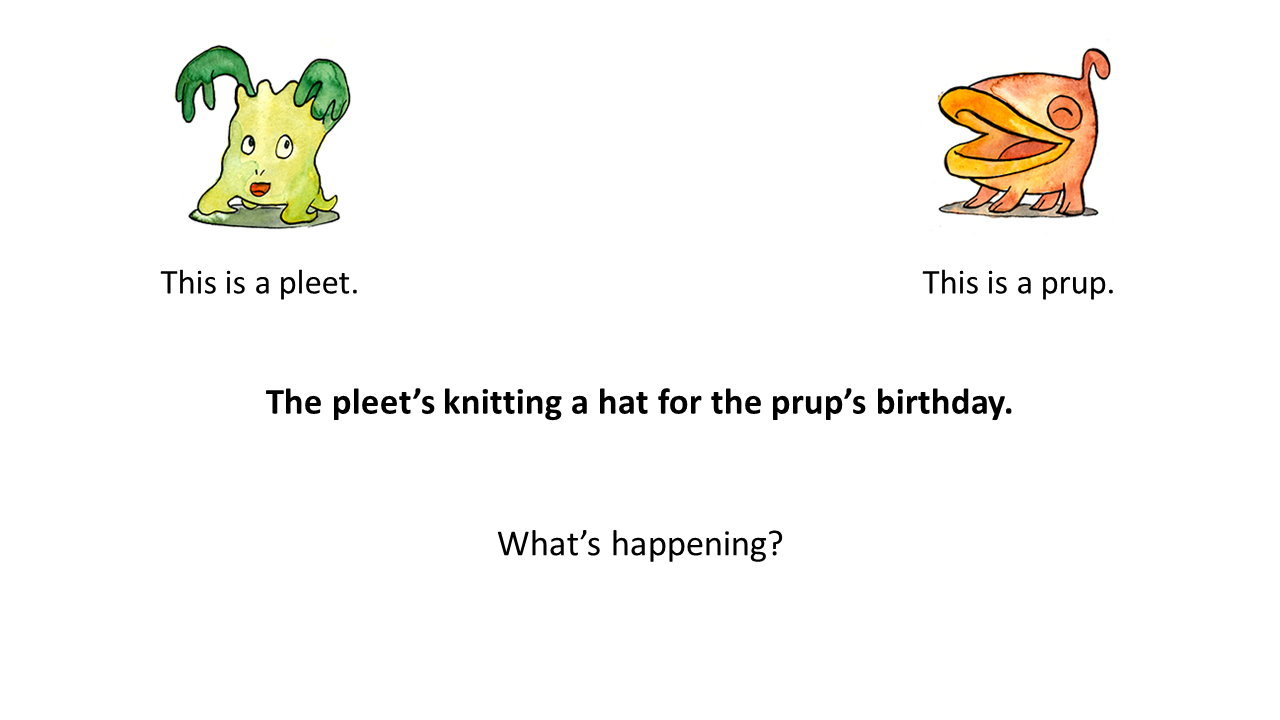 This is a pleet.
This is a prup.
The pleet’s knitting a hat for the prup’s birthday.
What’s happening?